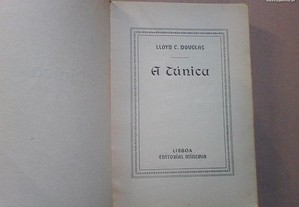 LLOYD C. DOUGLAS
A Túnica
LISBOA
EDITORIAL MINERVA